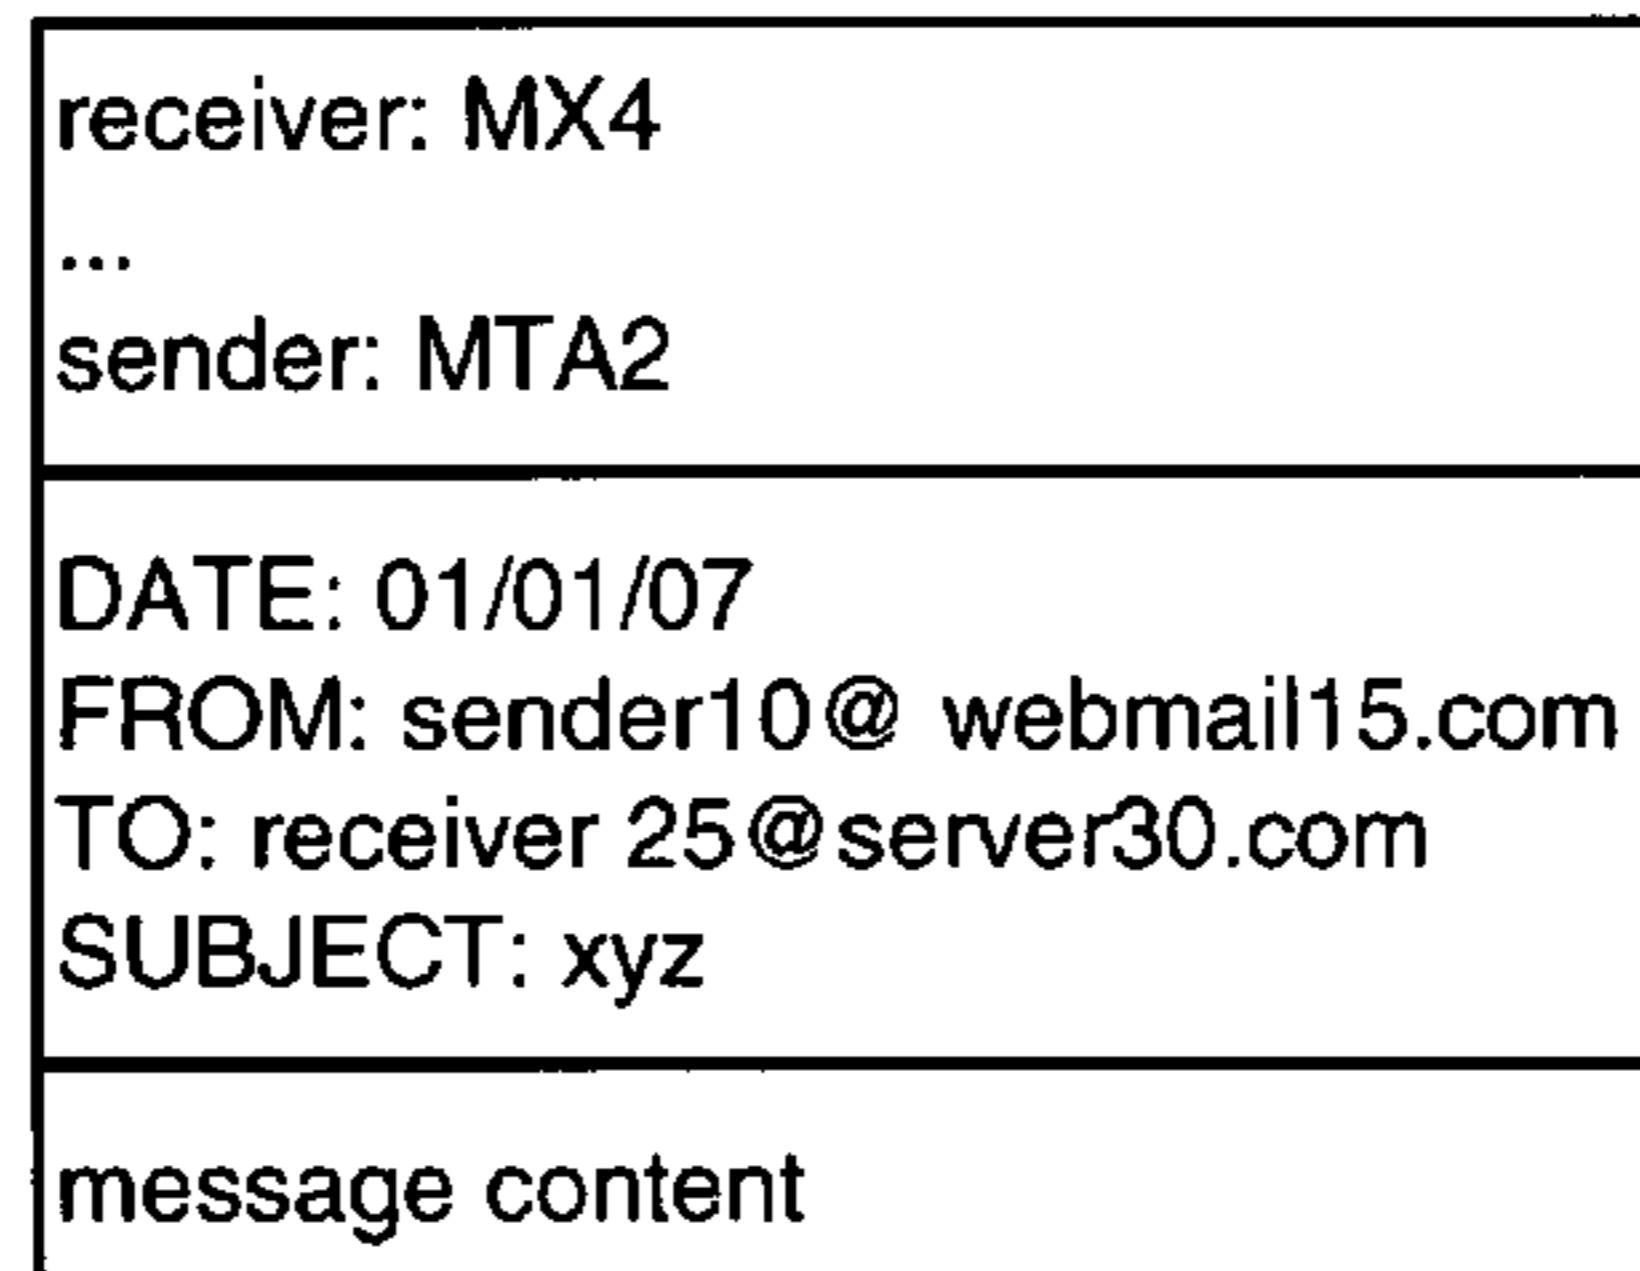 receiver: MX4
...
sender: MTA2
DATE: 01/01/07
FROM: sender10@ webmail15.com
TO: receiver 25@server30.com
SUBJECT: xyz
message content